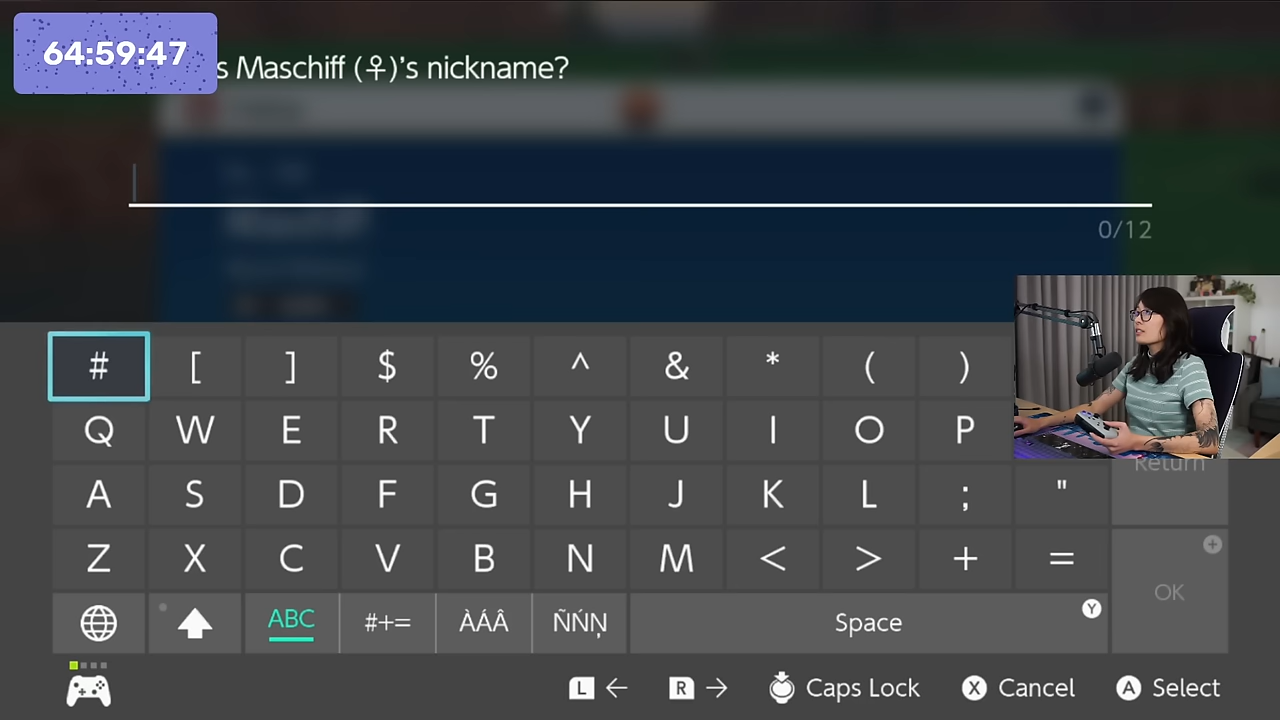 64:59:47
s Maschiff (♀)'s nickname?
0/12
# [ ] $ % ^ & * ( )
Q W E R T Y U I O P
Return
A S D F G H J K L ; "
Z X C V B N M < > + =
OK
ABC #+= ÀÁÂ ÑŃŅ Space Y
L ← R → Caps Lock X Cancel A Select